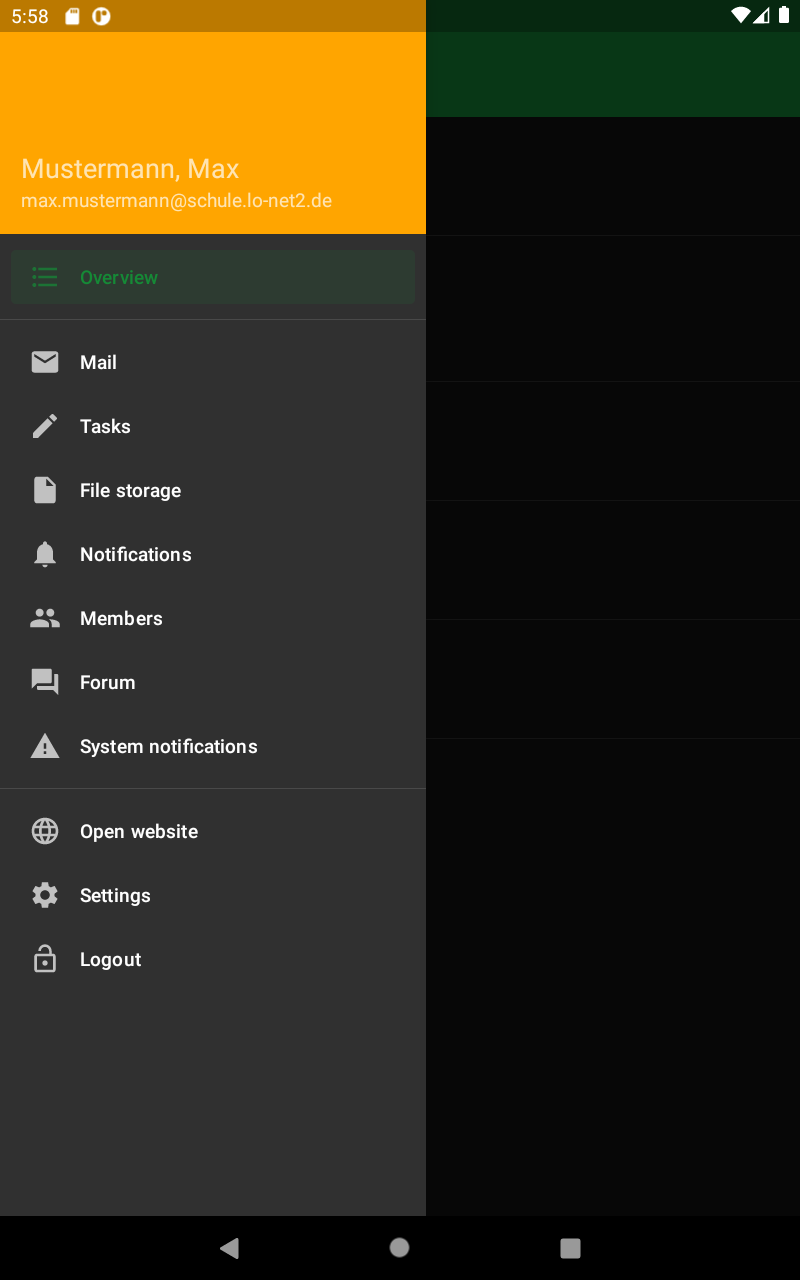 5:58
Mustermann, Max
max.mustermann@schule.lo-net2.de
Overview
Mail
Tasks
File storage
Notifications
Members
Forum
System notifications
Open website
Settings
Logout